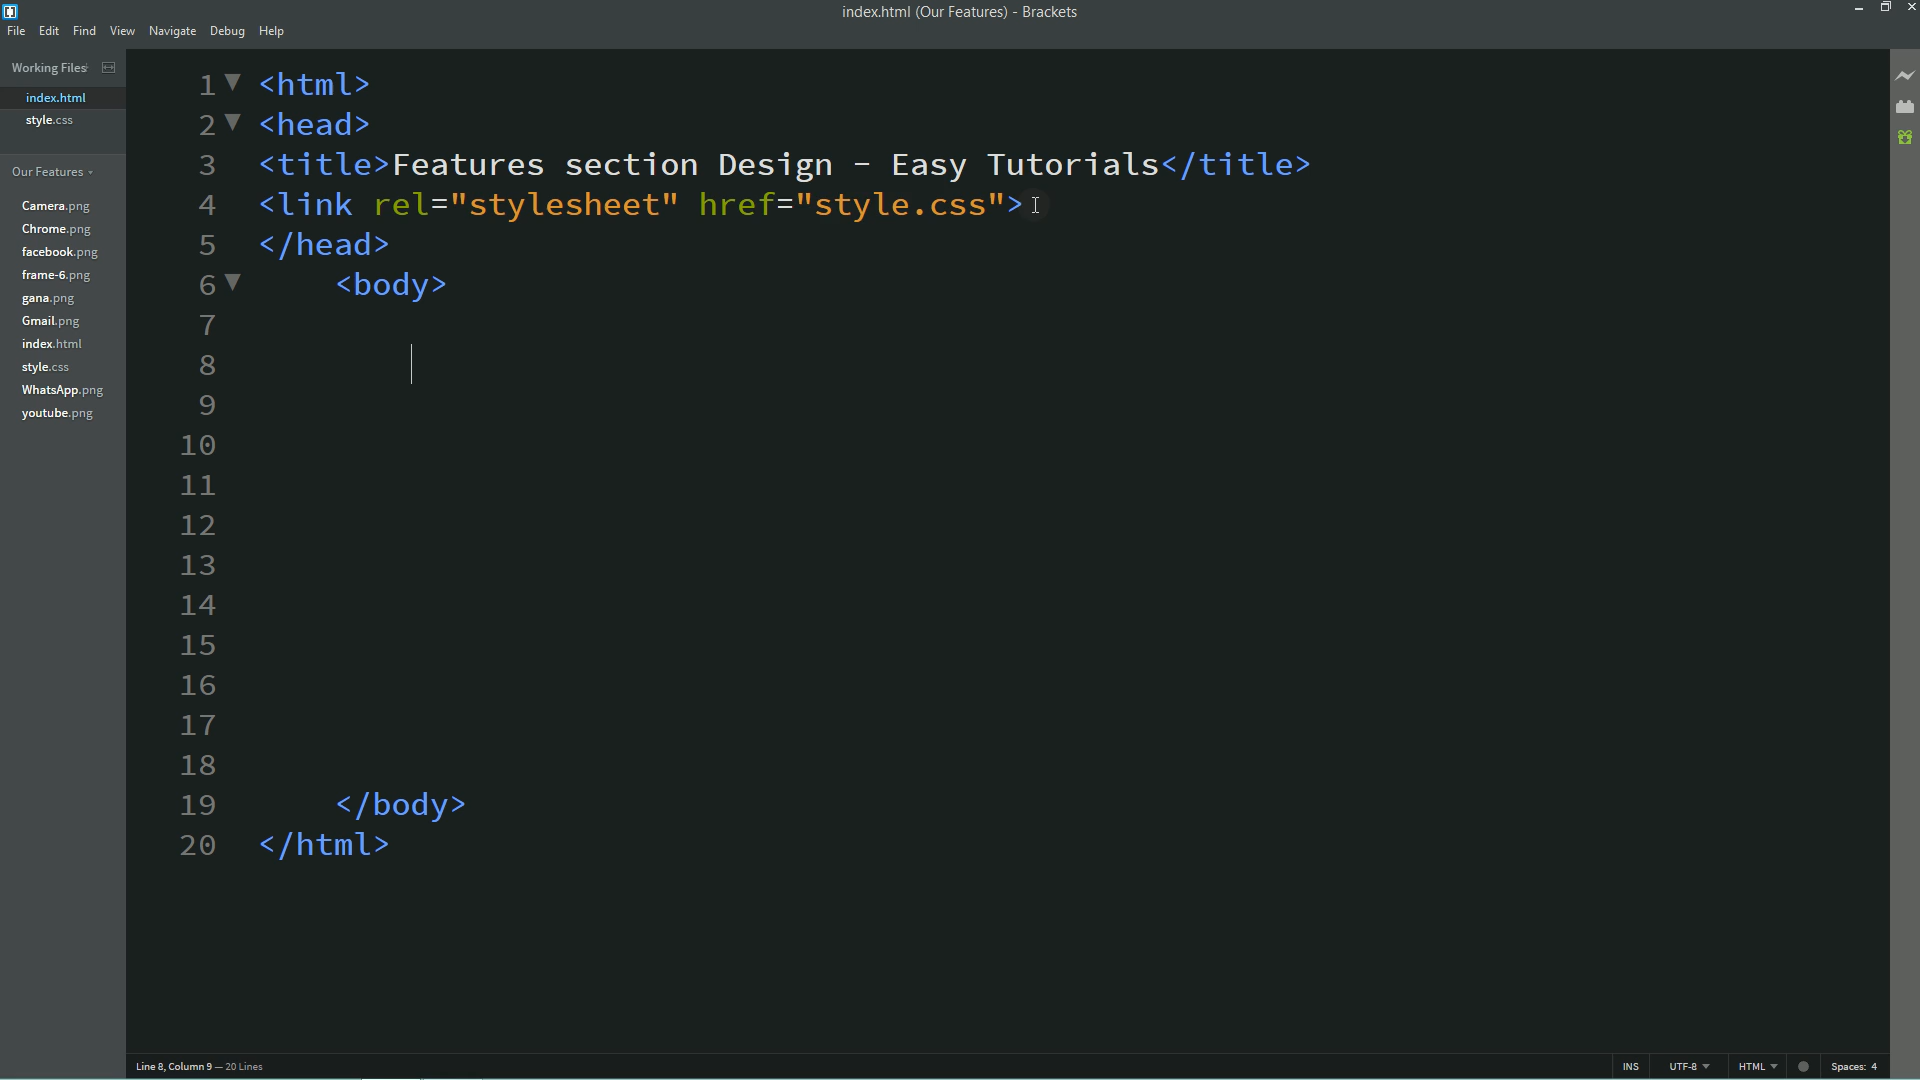 index.html (Our Features) - Brackets
File Edit Find View Navigate Debug Help
Working Files
index.html
style.css
Our Features
Camera.png
Chrome.png
facebook.png
frame-6.png
gana.png
Gmail.png
index.html
style.css
WhatsApp.png
youtube.png
1 <html>
2 <head>
3 <title>Features section Design - Easy Tutorials</title>
4 <link rel="stylesheet" href="style.css">
5 </head>
6 <body>
7
8
9
10
11
12
13
14
15
16
17
18
19 </body>
20 </html>
Line 8, Column 9 — 20 Lines
INS UTF-8 HTML Spaces: 4